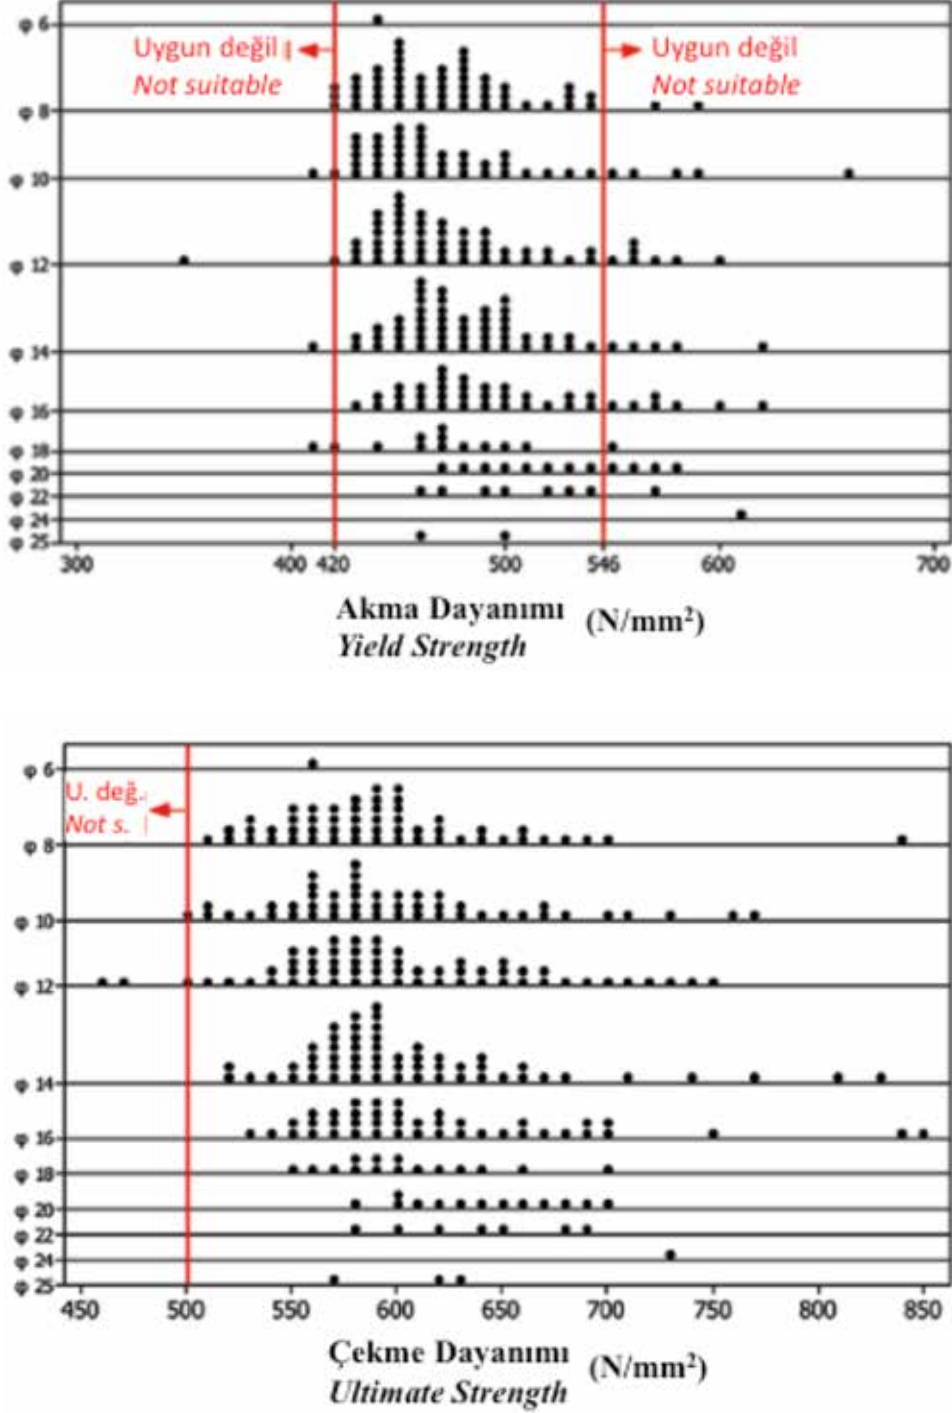 φ 6
Uygun değil
Not suitable
Uygun değil
Not suitable
φ 8
φ 10
φ 12
φ 14
φ 16
φ 18
φ 20
φ 22
φ 24
φ 25
300 400 420 500 546 600 700
Akma Dayanımı (N/mm²)
Yield Strength
φ 6
U. değ.
Not s.
φ 8
φ 10
φ 12
φ 14
φ 16
φ 18
φ 20
φ 22
φ 24
φ 25
450 500 550 600 650 700 750 800 850
Çekme Dayanımı (N/mm²)
Ultimate Strength